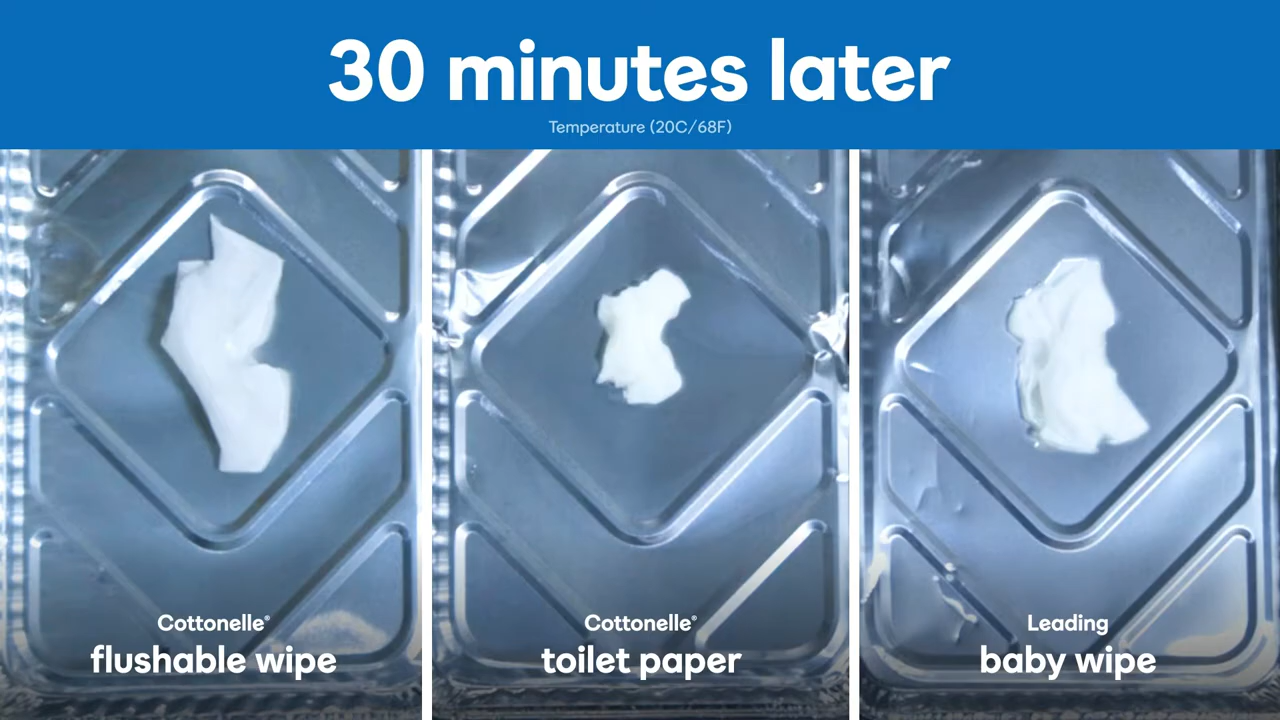 30 minutes later
Temperature (20C/68F)
Cottonelle®
flushable wipe
Cottonelle®
toilet paper
Leading
baby wipe